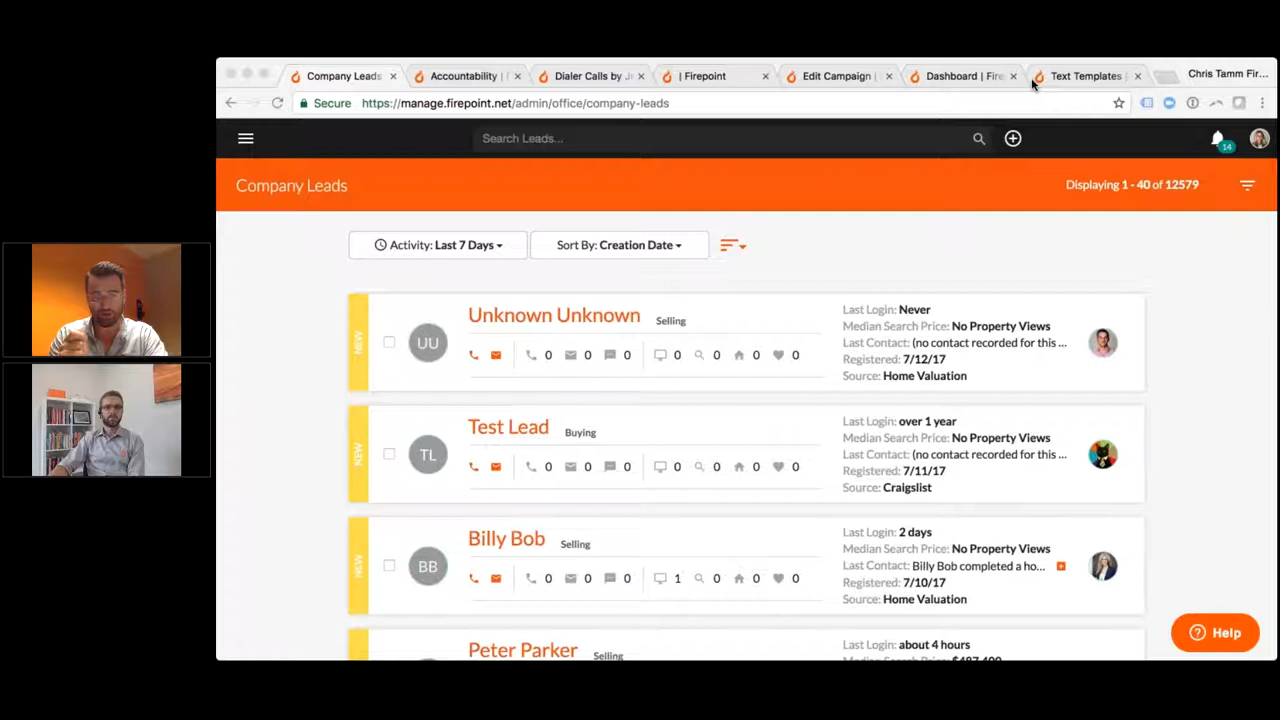 Company Leads
Accountability |
Dialer Calls by
| Firepoint
Edit Campaign |
Dashboard | Fire
Text Templates
Chris Tamm Fir...
Secure
https://manage.firepoint.net/admin/office/company-leads
Search Leads...
14
Company Leads
Displaying 1 - 40 of 12579
Activity: Last 7 Days
Sort By: Creation Date
NEW
UU
Unknown Unknown
Selling
0 0 0 0 0 0 0
Last Login: Never
Median Search Price: No Property Views
Last Contact: (no contact recorded for this ...
Registered: 7/12/17
Source: Home Valuation
NEW
TL
Test Lead
Buying
0 0 0 0 0 0 0
Last Login: over 1 year
Median Search Price: No Property Views
Last Contact: (no contact recorded for this ...
Registered: 7/11/17
Source: Craigslist
NEW
BB
Billy Bob
Selling
0 0 0 1 0 0 0
Last Login: 2 days
Median Search Price: No Property Views
Last Contact: Billy Bob completed a ho...
Registered: 7/10/17
Source: Home Valuation
Peter Parker
Selling
Last Login: about 4 hours
Median Search Price: $487,400
Help